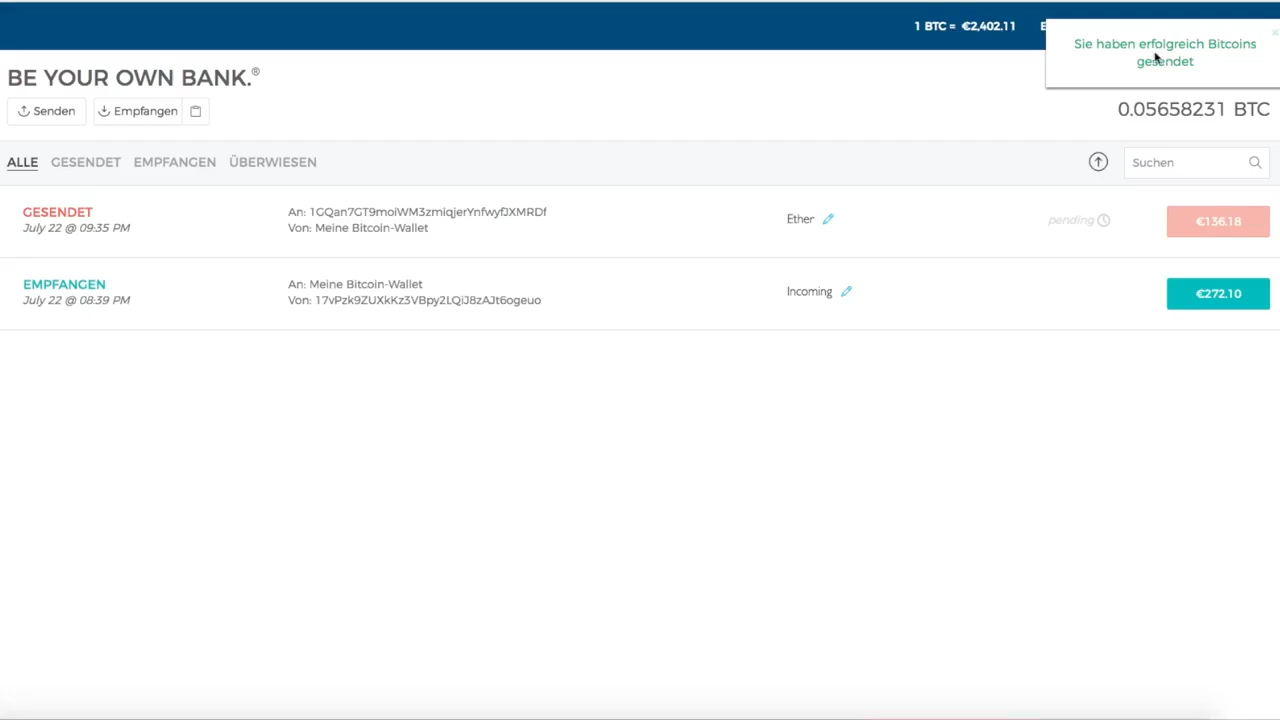 1 BTC = €2,402.11
Sie haben erfolgreich Bitcoins
gesendet
BE YOUR OWN BANK.®
Senden
Empfangen
0.05658231 BTC
ALLE GESENDET EMPFANGEN ÜBERWIESEN
Suchen
GESENDET
July 22 @ 09:35 PM
An: 1GQan7GT9moiWM3zmiqjerYnfwyfJXMRDf
Von: Meine Bitcoin-Wallet
Ether
pending
€136.18
EMPFANGEN
July 22 @ 08:39 PM
An: Meine Bitcoin-Wallet
Von: 17vPzk9ZUXkKz3VBpy2LQiJ8zAJt6ogeuo
Incoming
€272.10